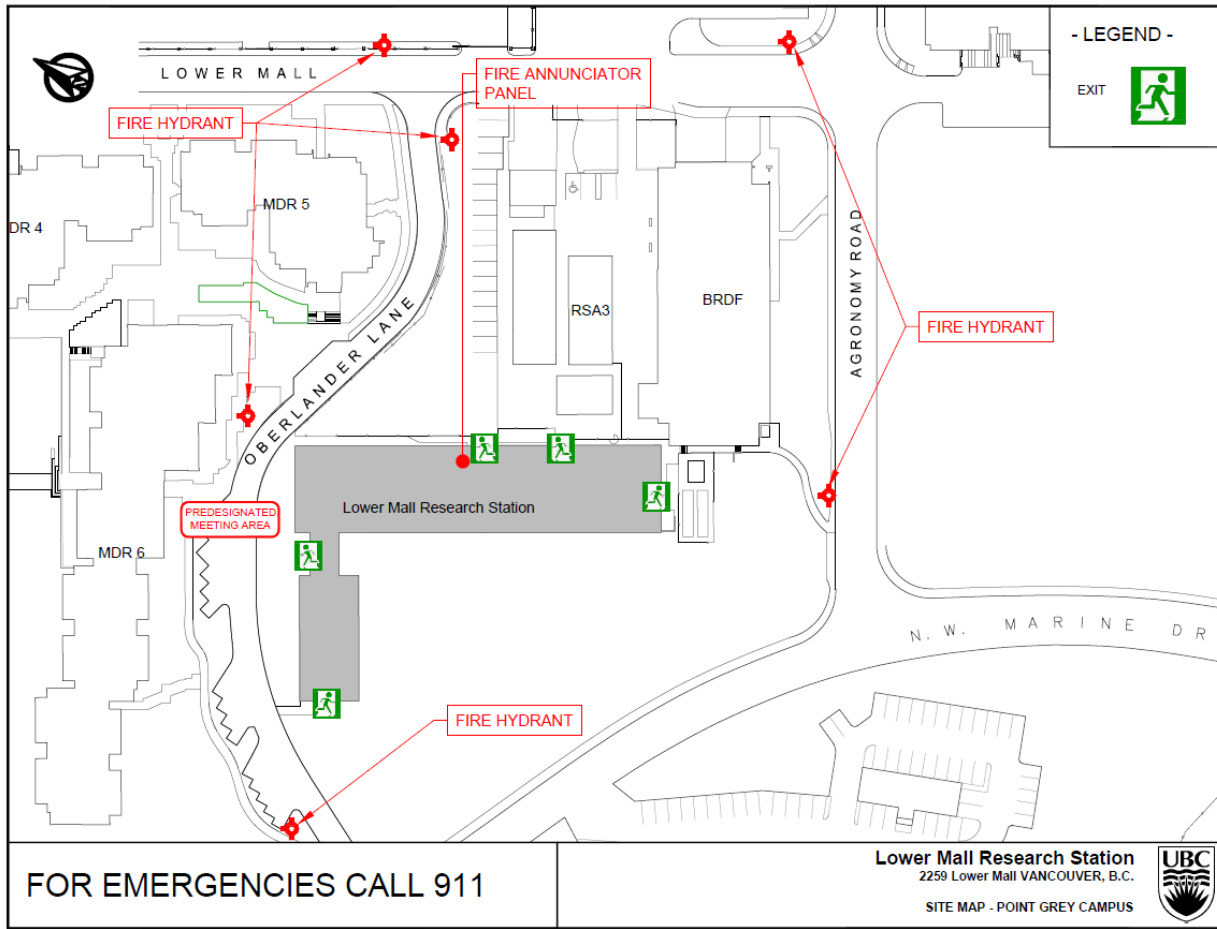 - LEGEND -
EXIT
LOWER MALL
FIRE ANNUNCIATOR
PANEL
FIRE HYDRANT
MDR 5
DR 4
OBERLANDER LANE
RSA3
BRDF
AGRONOMY ROAD
FIRE HYDRANT
Lower Mall Research Station
PREDESIGNATED
MEETING AREA
MDR 6
N.W. MARINE DR
FIRE HYDRANT
FOR EMERGENCIES CALL 911
Lower Mall Research Station
2259 Lower Mall VANCOUVER, B.C.
SITE MAP - POINT GREY CAMPUS
UBC